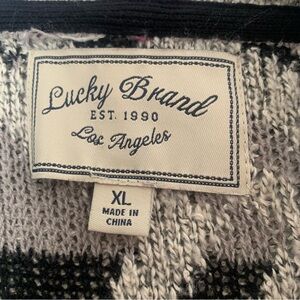 Lucky Brand
EST. 1990
Los Angeles
XL
MADE IN
CHINA